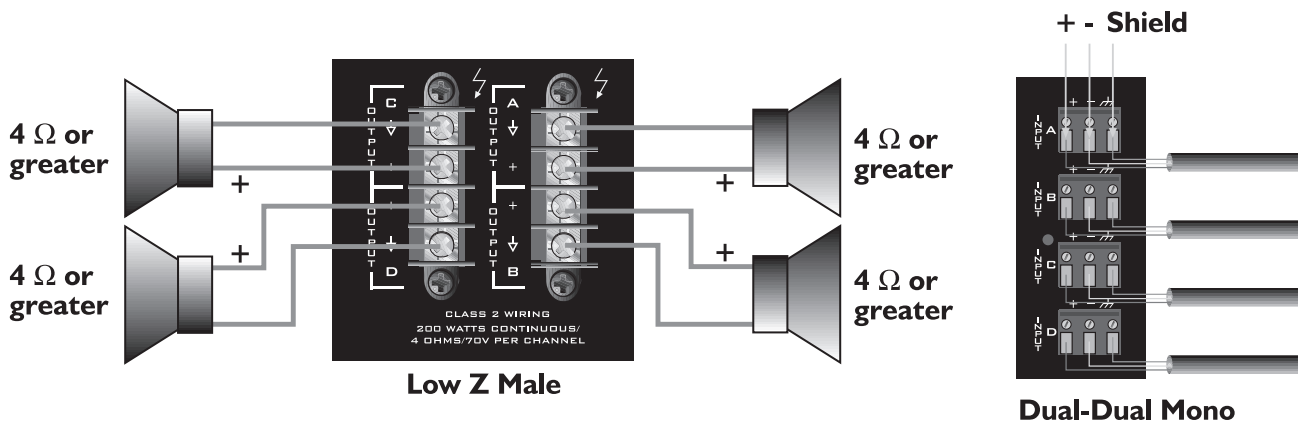 + - Shield
4 Ω or
greater
+
4 Ω or
greater
+
C
OUTPUT
+
+
OUTPUT
D
A
OUTPUT
+
+
OUTPUT
B
CLASS 2 WIRING
200 WATTS CONTINUOUS/
4 OHMS/70V PER CHANNEL
Low Z Male
4 Ω or
greater
+
4 Ω or
greater
+
+ -
INPUT A
+ -
INPUT B
+ -
INPUT C
+ -
INPUT D
Dual-Dual Mono